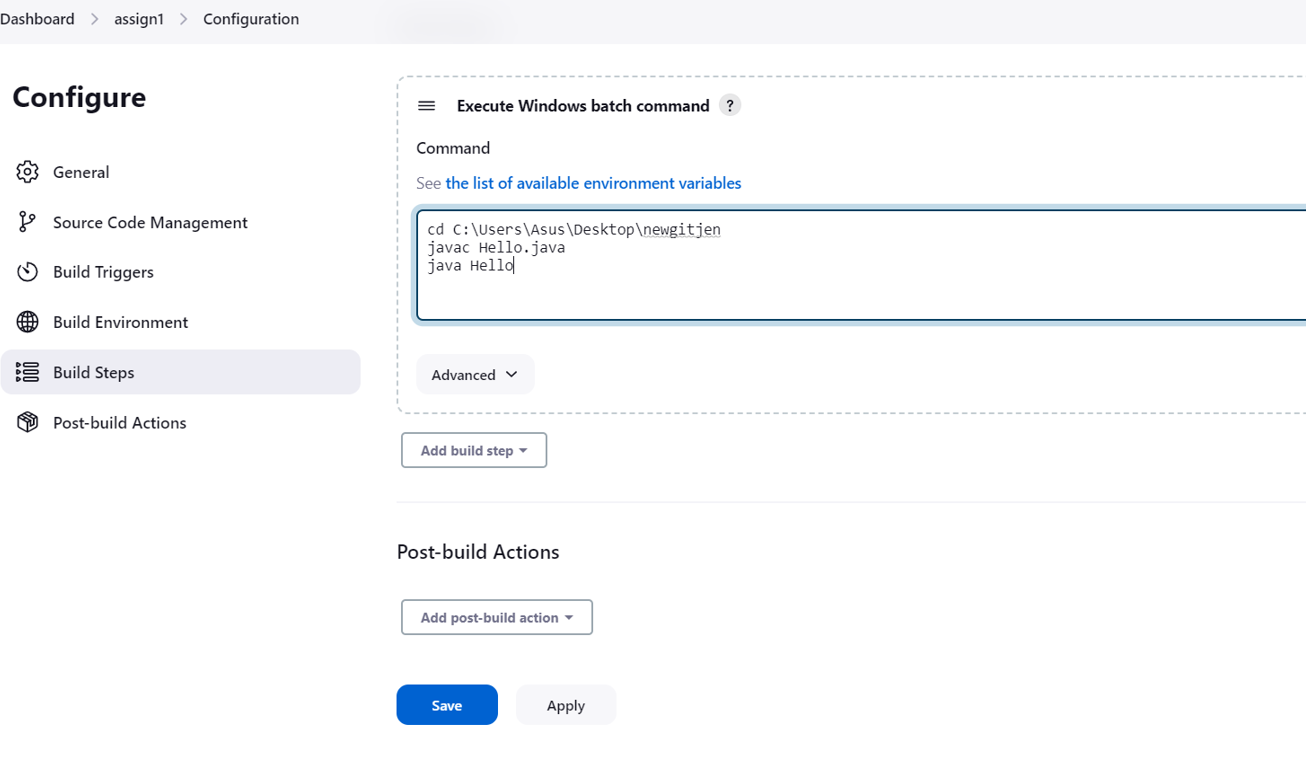 Dashboard > assign1 > Configuration
Configure
General
Source Code Management
Build Triggers
Build Environment
Build Steps
Post-build Actions
Execute Windows batch command ?
Command
See the list of available environment variables
cd C:\Users\Asus\Desktop\newgitjen
javac Hello.java
java Hello
Advanced
Add build step
Post-build Actions
Add post-build action
Save
Apply